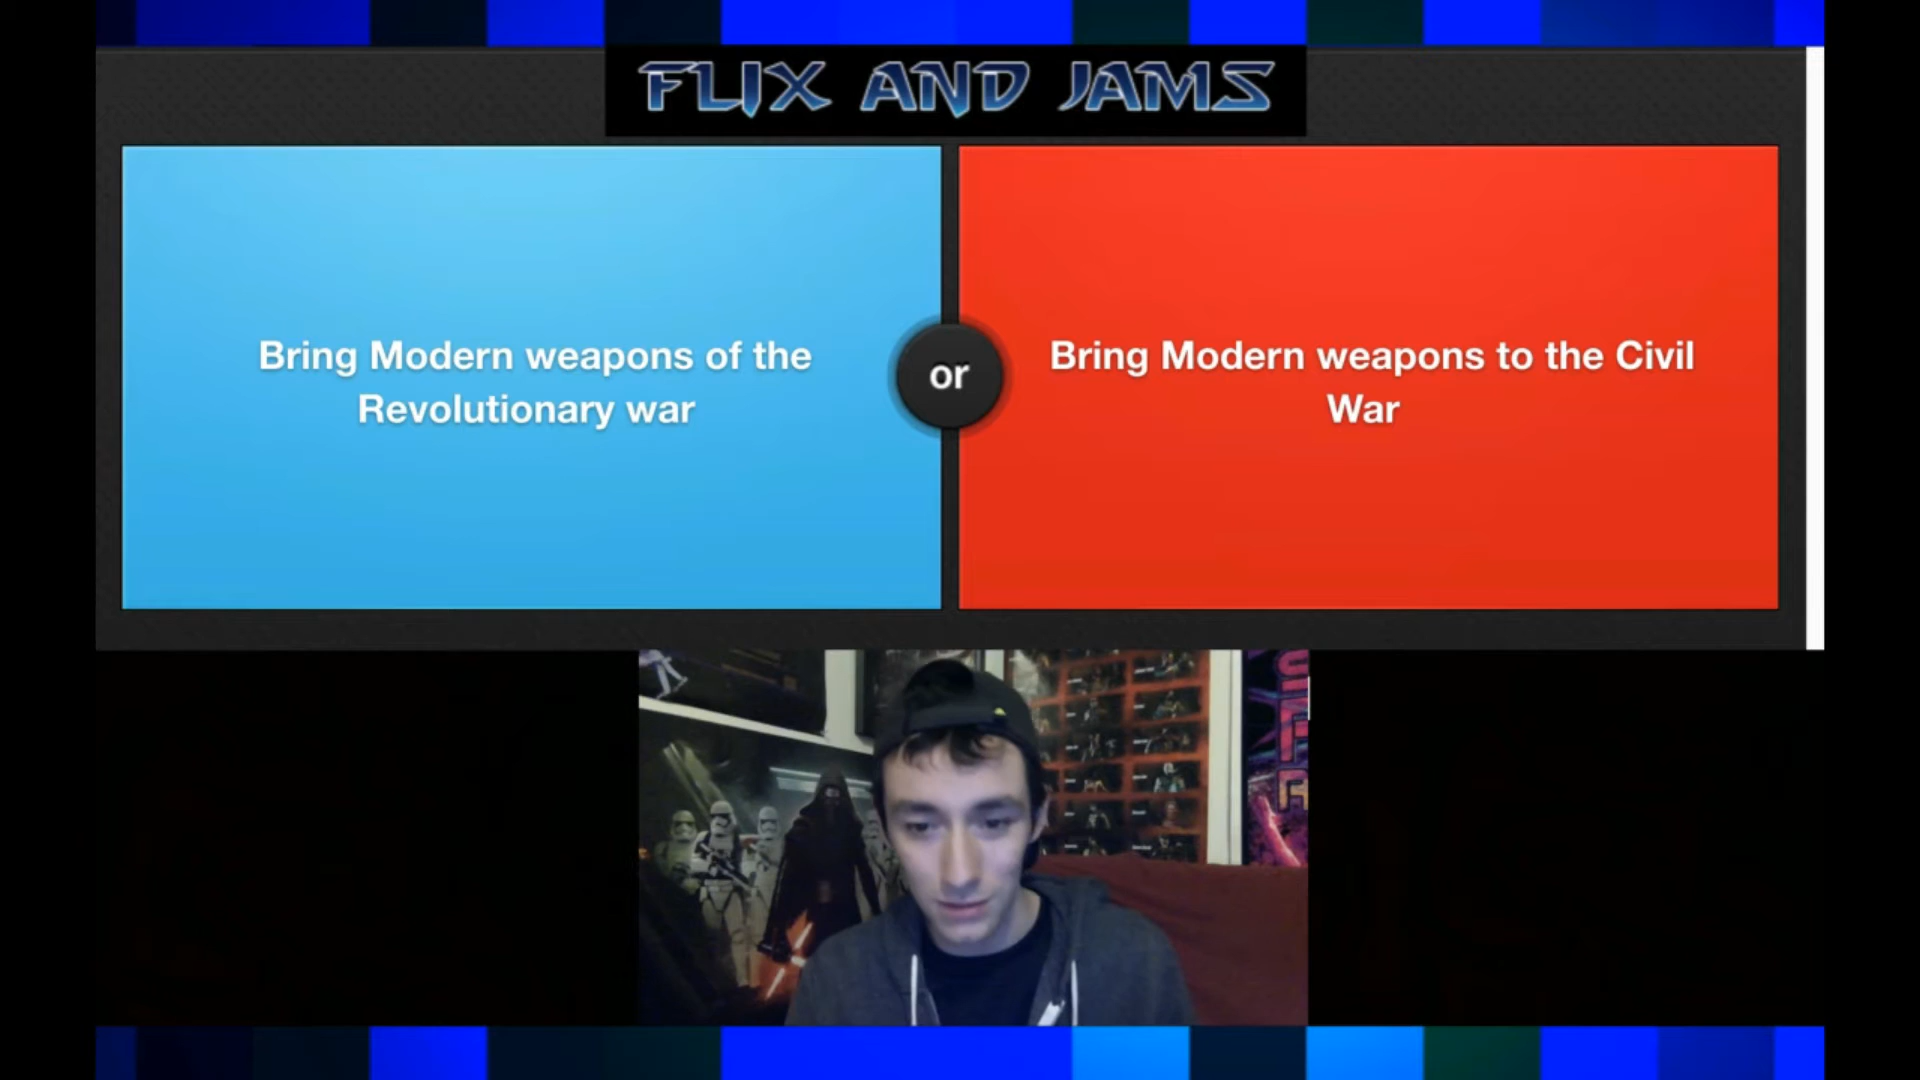 FLIX AND JAMS
Bring Modern weapons of the
Revolutionary war
or
Bring Modern weapons to the Civil
War